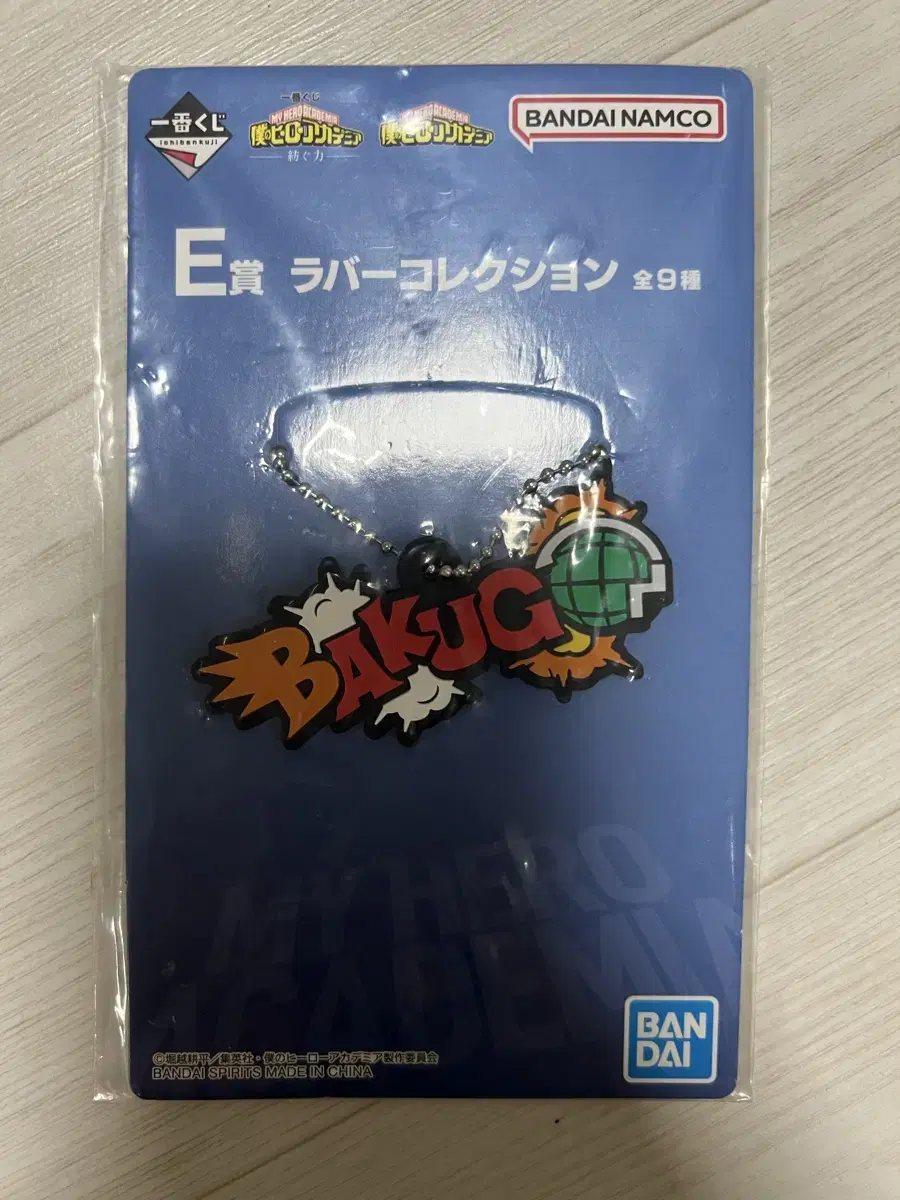 一番くじ
ichibankuji
一番くじ
MY HERO ACADEMIA
僕のヒーローアカデミア
紡ぐ力
MY HERO ACADEMIA
僕のヒーローアカデミア
BANDAI NAMCO
E賞 ラバーコレクション 全9種
BAKUGO
MY HERO
ACADEMIA
©堀越耕平/集英社・僕のヒーローアカデミア製作委員会
BANDAI SPIRITS MADE IN CHINA
BAN
DAI